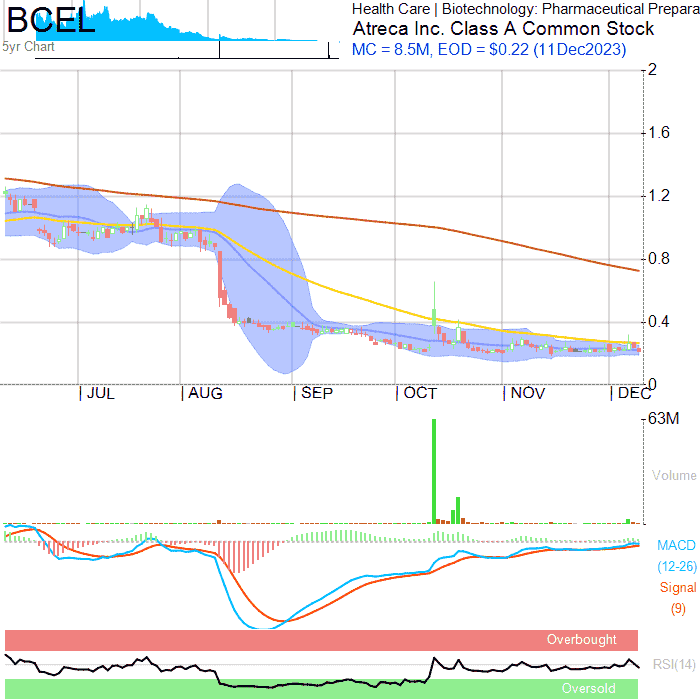 BCEL
Health Care | Biotechnology: Pharmaceutical Prepara
Atreca Inc. Class A Common Stock
MC = 8.5M, EOD = $0.22 (11Dec2023)
5yr Chart
2
1.6
1.2
0.8
0.4
0
JUL AUG SEP OCT NOV DEC
63M
Volume
MACD
(12-26)
Signal
(9)
Overbought
RSI(14)
Oversold